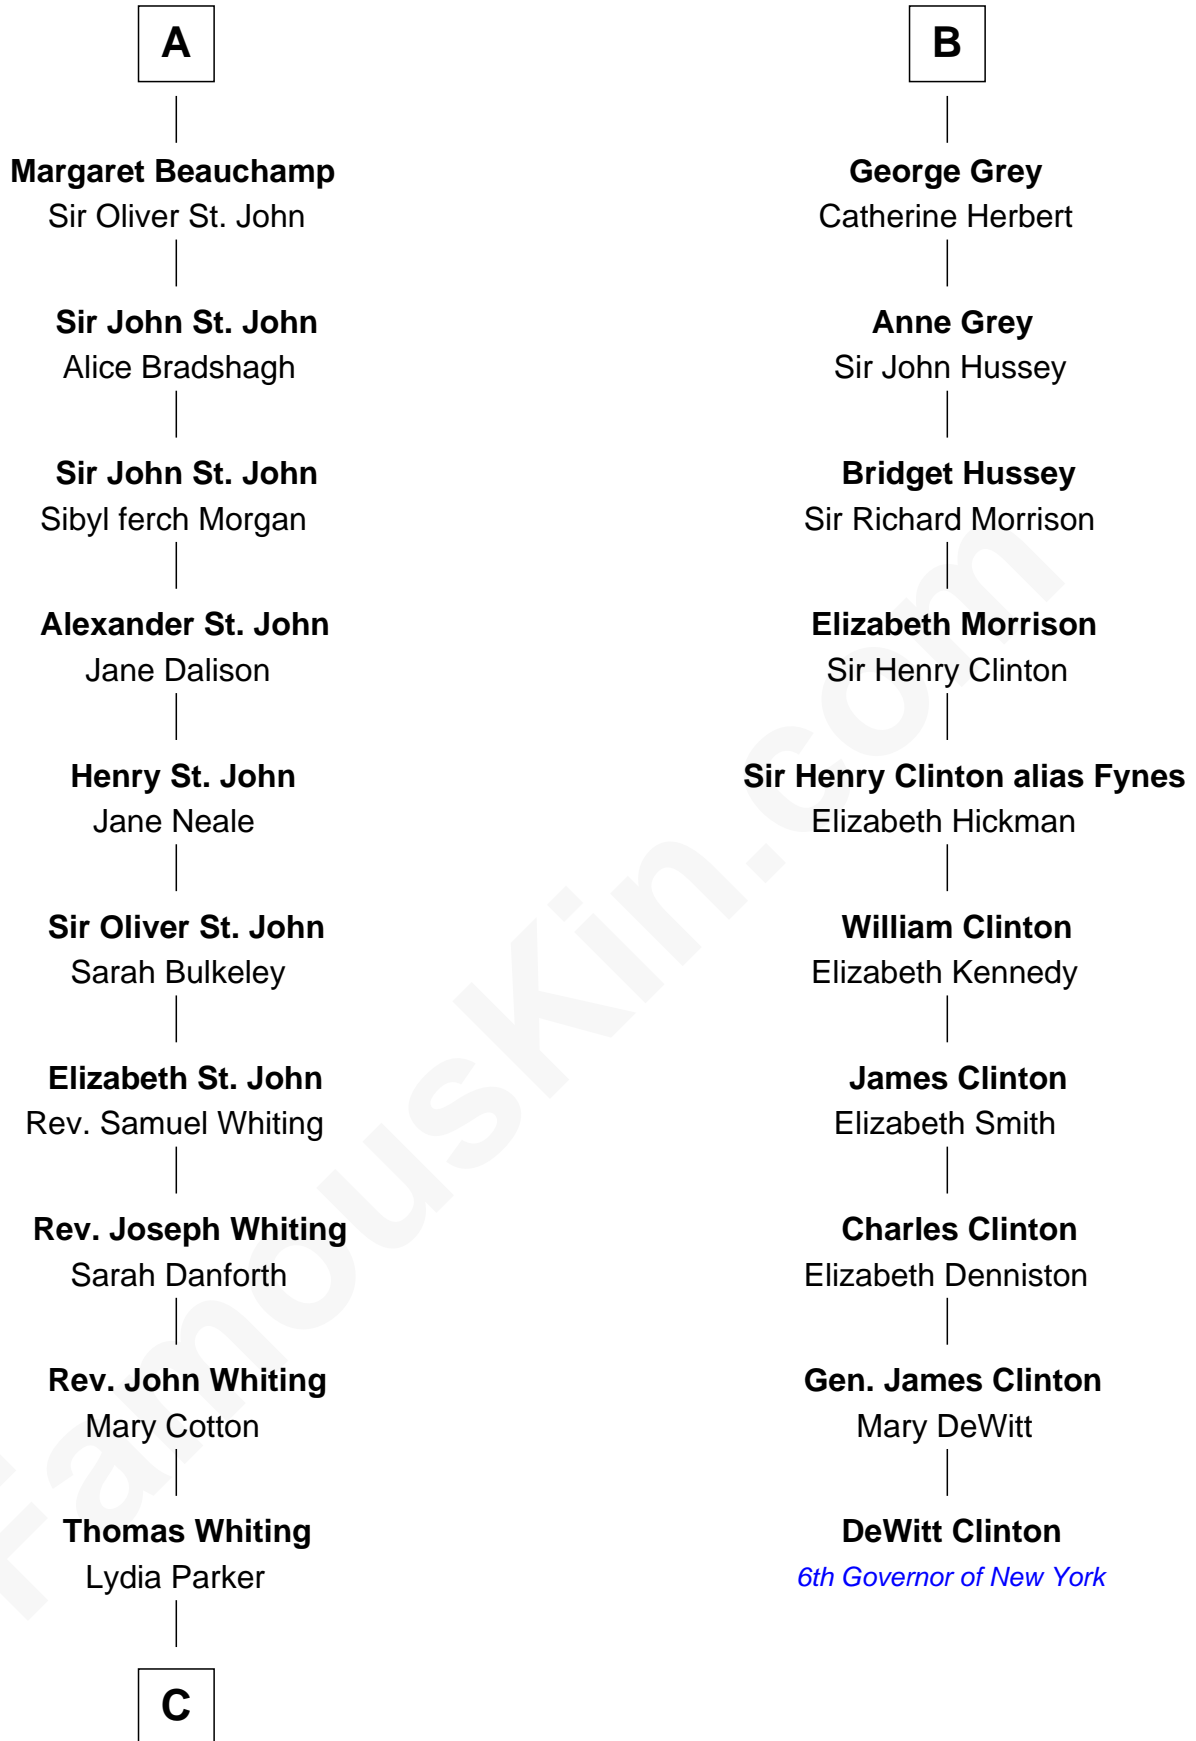 A
Margaret Beauchamp
Sir Oliver St. John
Sir John St. John
Alice Bradshagh
Sir John St. John
Sibyl ferch Morgan
Alexander St. John
Jane Dalison
Henry St. John
Jane Neale
Sir Oliver St. John
Sarah Bulkeley
Elizabeth St. John
Rev. Samuel Whiting
Rev. Joseph Whiting
Sarah Danforth
Rev. John Whiting
Mary Cotton
Thomas Whiting
Lydia Parker
C
B
George Grey
Catherine Herbert
Anne Grey
Sir John Hussey
Bridget Hussey
Sir Richard Morrison
Elizabeth Morrison
Sir Henry Clinton
Sir Henry Clinton alias Fynes
Elizabeth Hickman
William Clinton
Elizabeth Kennedy
James Clinton
Elizabeth Smith
Charles Clinton
Elizabeth Denniston
Gen. James Clinton
Mary DeWitt
DeWitt Clinton
6th Governor of New York
FamousKin.com